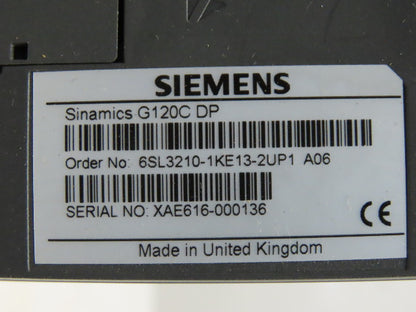 SIEMENS
Sinamics G120C DP
Order No: 6SL3210-1KE13-2UP1 A06
SERIAL NO: XAE616-000136
CE
Made in United Kingdom